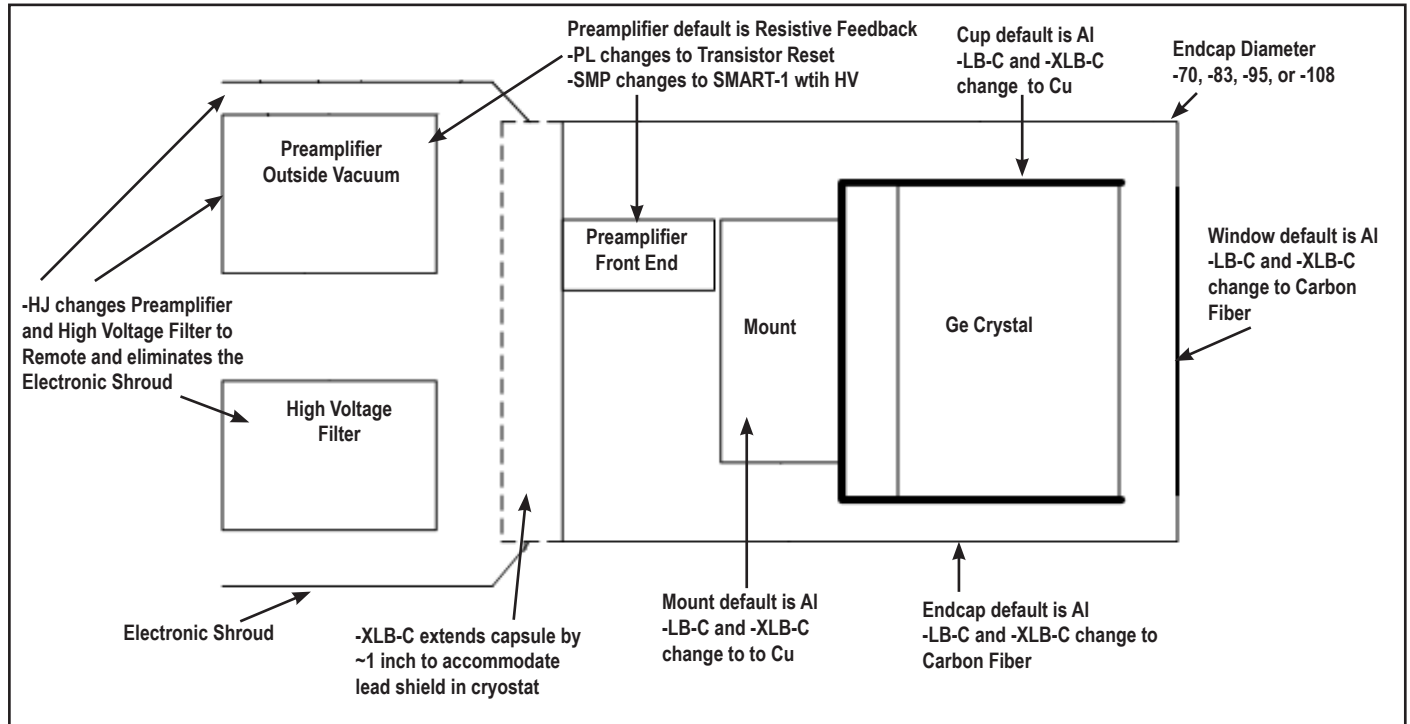 Preamplifier default is Resistive Feedback
-PL changes to Transistor Reset
-SMP changes to SMART-1 wtih HV
Cup default is Al
-LB-C and -XLB-C
change  to Cu
Endcap Diameter
-70, -83, -95, or -108
Preamplifier
Outside Vacuum
Preamplifier
Front End
Window default is Al
-LB-C and -XLB-C
change to Carbon
Fiber
-HJ changes Preamplifier
and High Voltage Filter to
Remote and eliminates the
Electronic Shroud
Mount
Ge Crystal
High Voltage
Filter
Electronic Shroud
-XLB-C extends capsule by
~1 inch to accommodate
lead shield in cryostat
Mount default is Al
-LB-C and -XLB-C
change to to Cu
Endcap default is Al
-LB-C and -XLB-C change to
Carbon Fiber